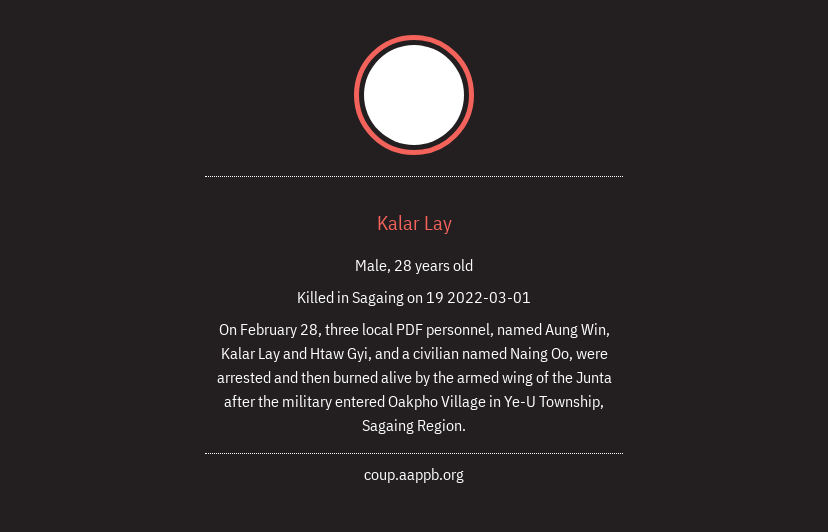 Kalar Lay
Male, 28 years old
Killed in Sagaing on 19 2022-03-01
On February 28, three local PDF personnel, named Aung Win,
Kalar Lay and Htaw Gyi, and a civilian named Naing Oo, were
arrested and then burned alive by the armed wing of the Junta
after the military entered Oakpho Village in Ye-U Township,
Sagaing Region.
coup.aappb.org